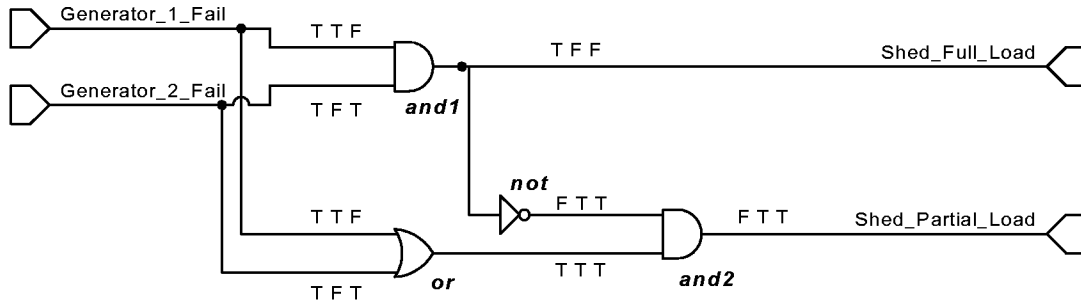 Generator_1_Fail
T T F
T F F
Shed_Full_Load
Generator_2_Fail
T F T
and1
not
T T F
F T T
F T T
Shed_Partial_Load
T F T
or
T T T
and2